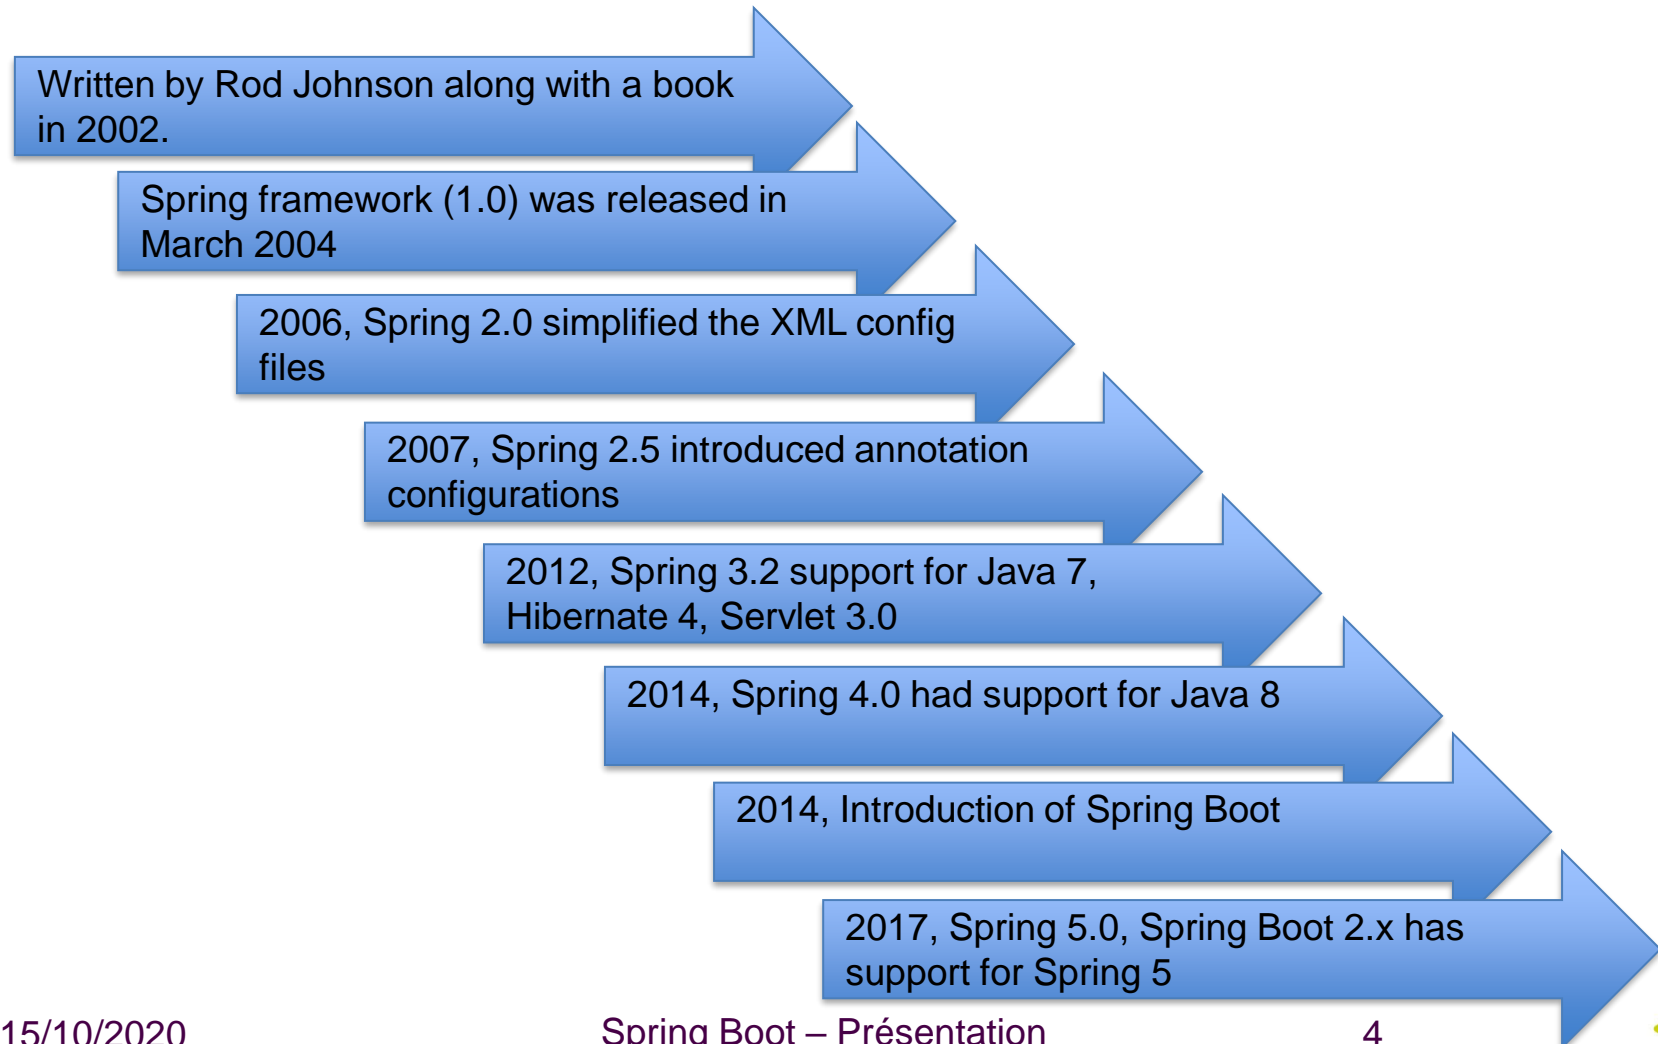 Written by Rod Johnson along with a book
in 2002.
Spring framework (1.0) was released in
March 2004
2006, Spring 2.0 simplified the XML config
files
2007, Spring 2.5 introduced annotation
configurations
2012, Spring 3.2 support for Java 7,
Hibernate 4, Servlet 3.0
2014, Spring 4.0 had support for Java 8
2014, Introduction of Spring Boot
2017, Spring 5.0, Spring Boot 2.x has
support for Spring 5
15/10/2020 Spring Boot – Présentation 4